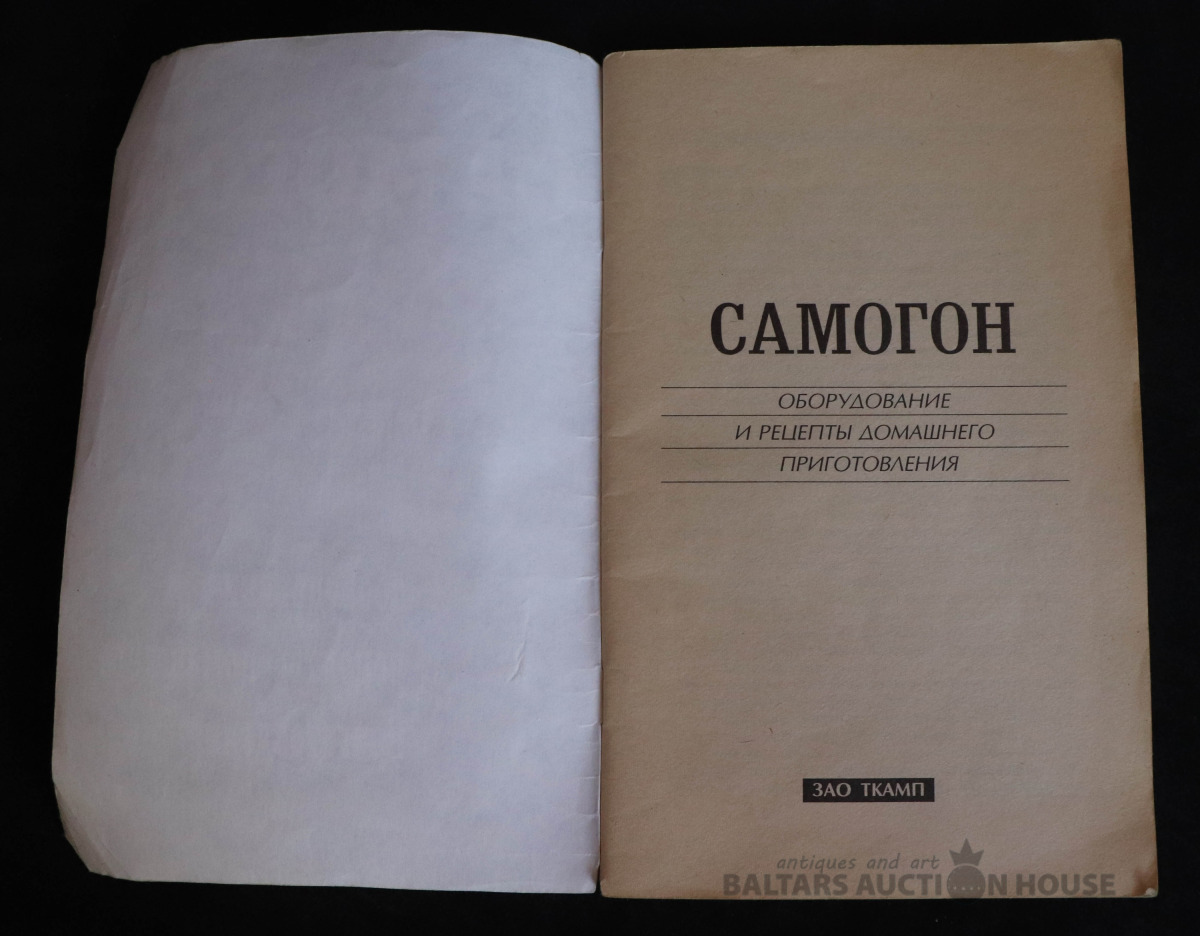 САМОГОН
ОБОРУДОВАНИЕ
И РЕЦЕПТЫ ДОМАШНЕГО
ПРИГОТОВЛЕНИЯ
ЗАО ТКАМП
antiques and art
BALTARS AUCTION HOUSE